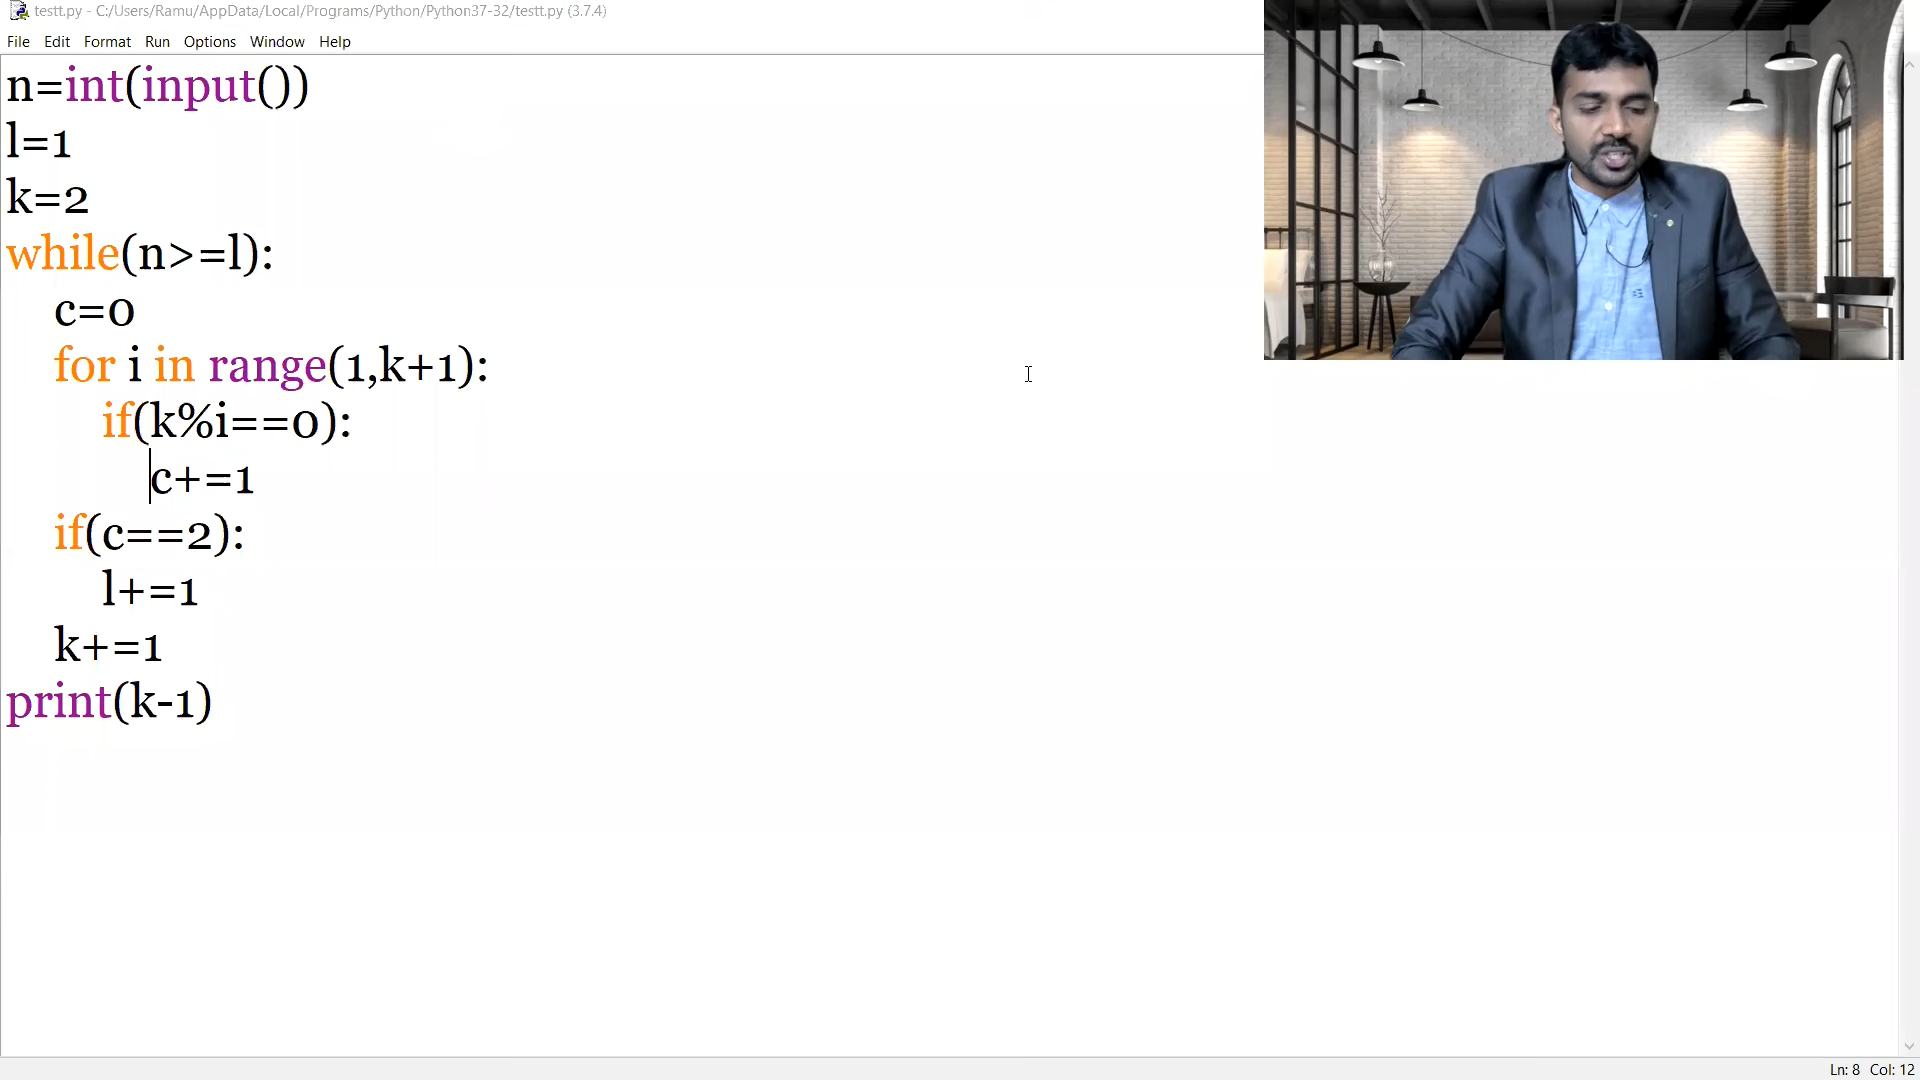 testt.py - C:/Users/Ramu/AppData/Local/Programs/Python/Python37-32/testt.py (3.7.4)
File Edit Format Run Options Window Help
n=int(input())
l=1
k=2
while(n>=l):
    c=0
    for i in range(1,k+1):
        if(k%i==0):
            c+=1
    if(c==2):
        l+=1
    k+=1
print(k-1)
Ln: 8 Col: 12